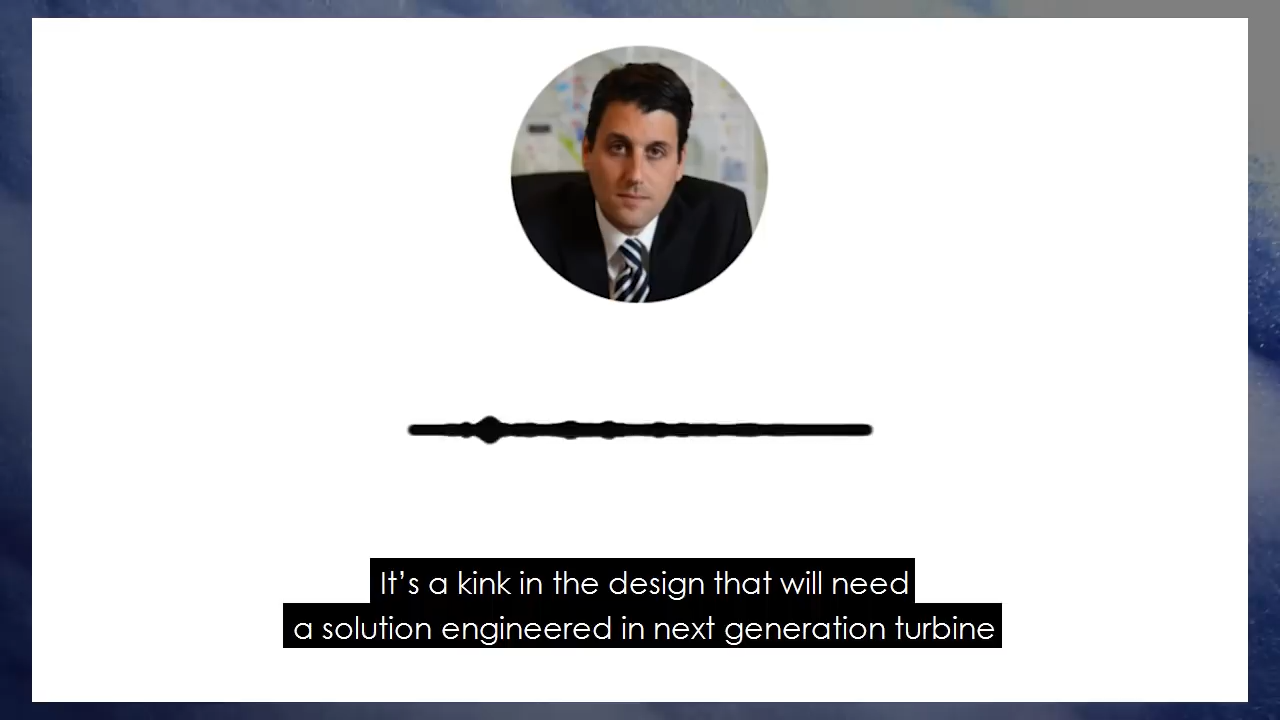 It’s a kink in the design that will need
a solution engineered in next generation turbine